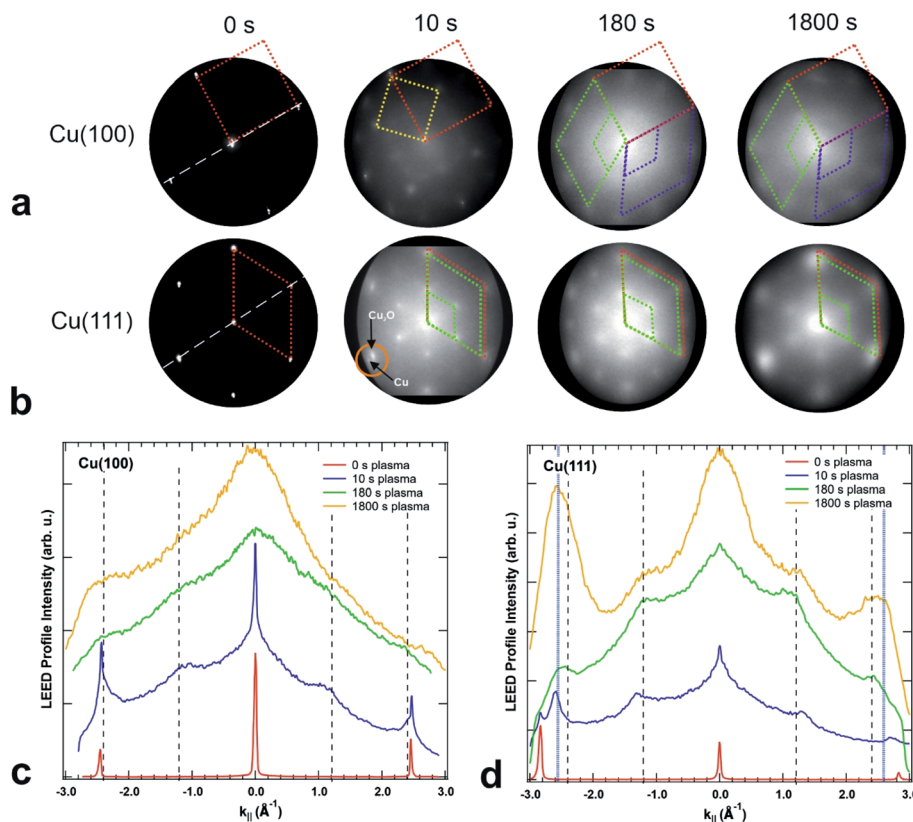 0 s 10 s 180 s 1800 s
Cu(100)
a
Cu(111)
Cu₂O
Cu
b
Cu(100)
0 s plasma
10 s plasma
180 s plasma
1800 s plasma
LEED Profile Intensity (arb. u.)
c
-3.0 -2.0 -1.0 0.0 1.0 2.0 3.0
k|| (Å⁻¹)
Cu(111)
0 s plasma
10 s plasma
180 s plasma
1800 s plasma
LEED Profile Intensity (arb. u.)
d
-3.0 -2.0 -1.0 0.0 1.0 2.0 3.0
k|| (Å⁻¹)